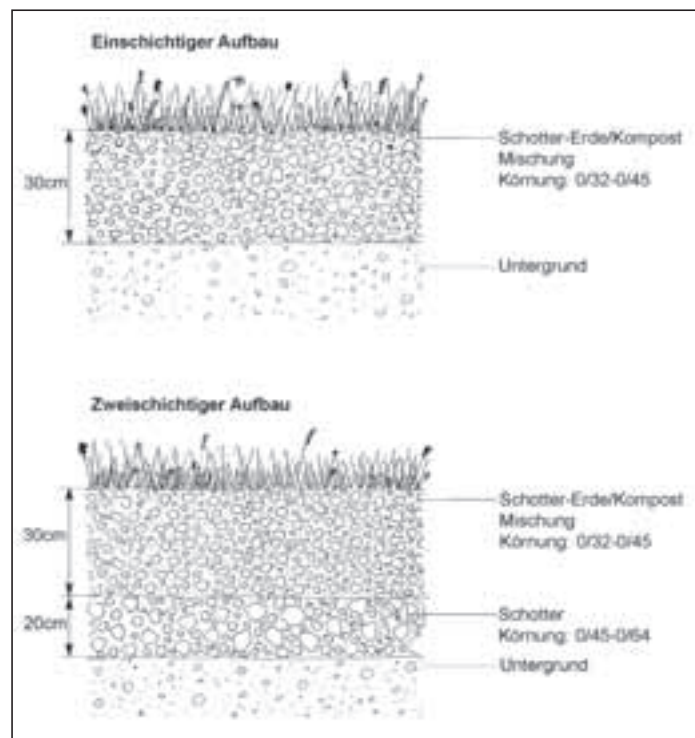 Einschichtiger Aufbau
30cm
Schotter-Erde/Kompost
Mischung
Körnung: 0/32-0/45
Untergrund
Zweischichtiger Aufbau
30cm
Schotter-Erde/Kompost
Mischung
Körnung: 0/32-0/45
20cm
Schotter
Körnung: 0/45-0/64
Untergrund